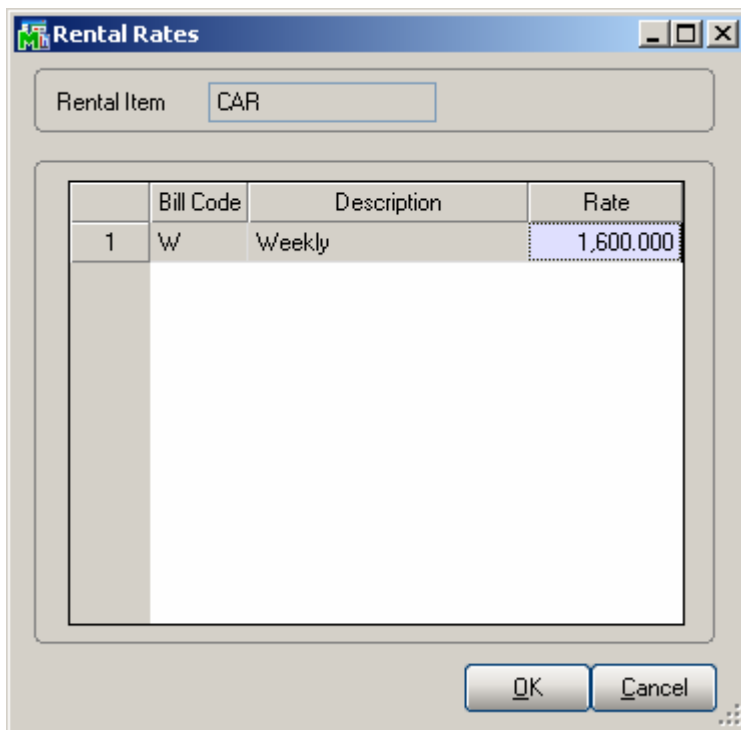 Rental Rates
Rental Item CAR
Bill Code Description Rate
1 W Weekly 1,600.000
OK Cancel